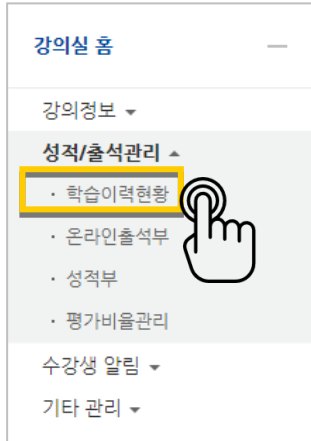 강의실 홈
강의정보
성적/출석관리
· 학습이력현황
· 온라인출석부
· 성적부
· 평가비율관리
수강생 알림
기타 관리